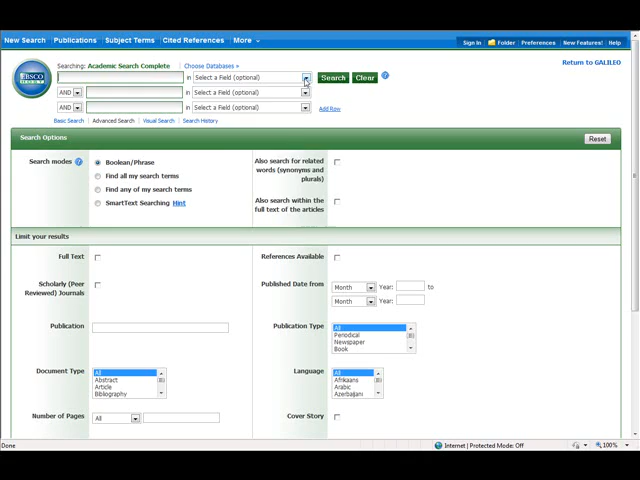 New Search Publications Subject Terms Cited References More
Sign In Folder Preferences New Features! Help
Return to GALILEO
EBSCO HOST
Searching: Academic Search Complete Choose Databases »
in Select a Field (optional) Search Clear
AND in Select a Field (optional)
AND in Select a Field (optional) Add Row
Basic Search Advanced Search Visual Search Search History
Search Options Reset
Search modes Boolean/Phrase
Find all my search terms
Find any of my search terms
SmartText Searching Hint
Also search for related
words (synonyms and
plurals)
Also search within the
full text of the articles
Limit your results
Full Text References Available
Scholarly (Peer
Reviewed) Journals
Published Date from Month Year: to
Month Year:
Publication
Publication Type All
Periodical
Newspaper
Book
Document Type All
Abstract
Article
Bibliography
Language All
Afrikaans
Arabic
Azerbaijani
Number of Pages All
Cover Story
Done Internet | Protected Mode: Off 100%